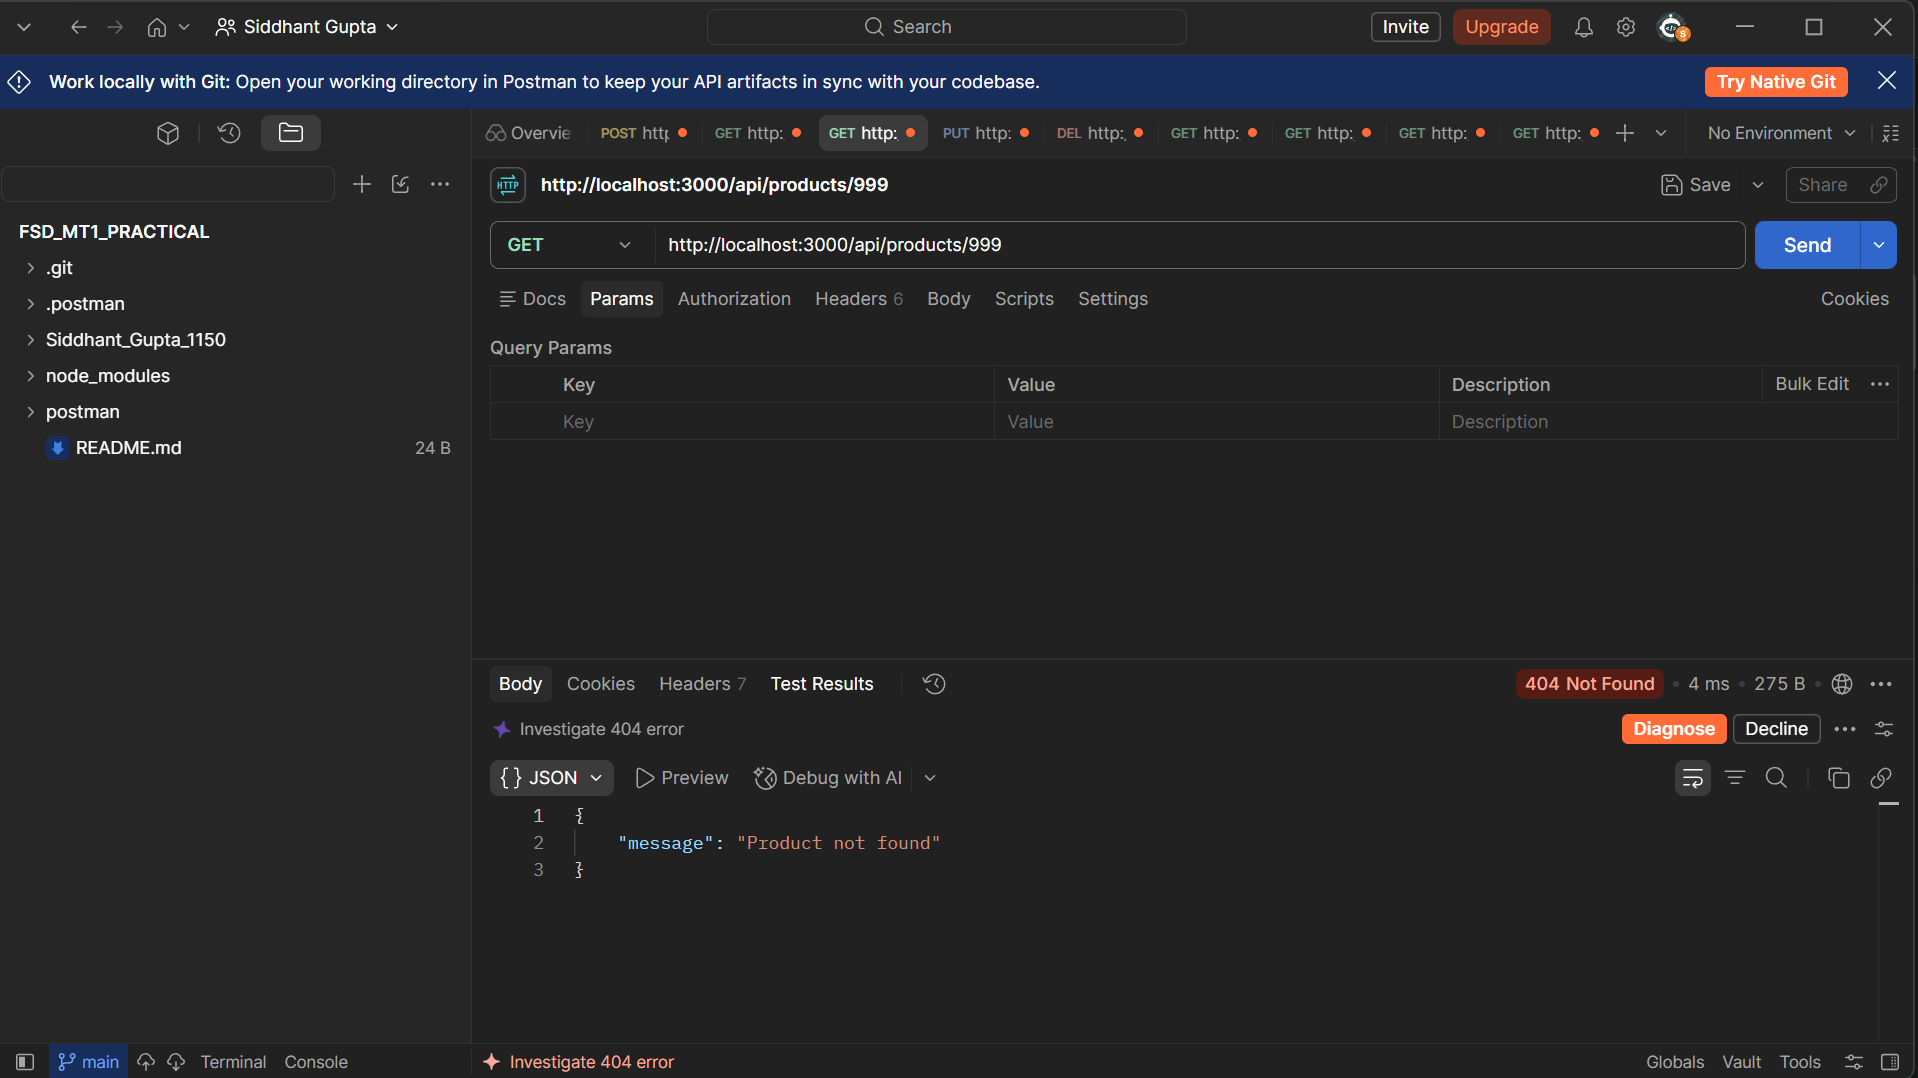 Siddhant Gupta
Search
Invite
Upgrade
Work locally with Git: Open your working directory in Postman to keep your API artifacts in sync with your codebase.
Try Native Git
Overvie
POST http
GET http:
GET http:
PUT http:
DEL http:
GET http:
GET http:
GET http:
GET http:
No Environment
HTTP
http://localhost:3000/api/products/999
Save
Share
FSD_MT1_PRACTICAL
.git
.postman
Siddhant_Gupta_1150
node_modules
postman
README.md 24 B
GET
http://localhost:3000/api/products/999
Send
Docs Params Authorization Headers 6 Body Scripts Settings Cookies
Query Params
Key Value Description Bulk Edit
Key Value Description
Body Cookies Headers 7 Test Results
404 Not Found • 4 ms • 275 B
Investigate 404 error
Diagnose
Decline
{} JSON
Preview
Debug with AI
1 {
2 "message": "Product not found"
3 }
main
Terminal
Console
Investigate 404 error
Globals
Vault
Tools